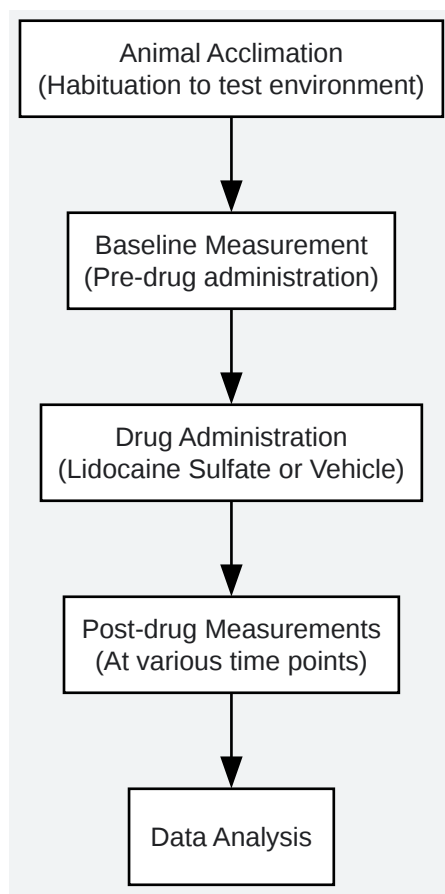 Animal Acclimation
(Habituation to test environment)
Baseline Measurement
(Pre-drug administration)
Drug Administration
(Lidocaine Sulfate or Vehicle)
Post-drug Measurements
(At various time points)
Data Analysis